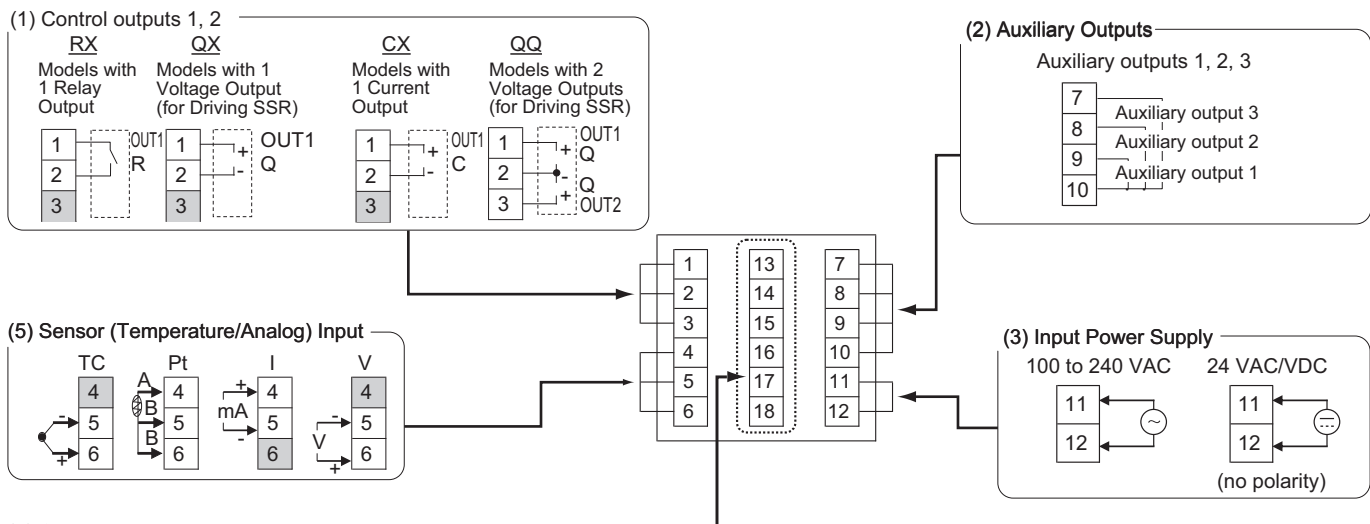 (1) Control outputs 1, 2
RX
Models with
1 Relay
Output
1
2
3
OUT1
R
QX
Models with 1
Voltage Output
(for Driving SSR)
1
2
3
+
-
OUT1
Q
CX
Models with
1 Current
Output
1
2
3
+
-
OUT1
C
QQ
Models with 2
Voltage Outputs
(for Driving SSR)
1
2
3
+
-
+
OUT1
Q
Q
OUT2
(2) Auxiliary Outputs
Auxiliary outputs 1, 2, 3
7
8
9
10
Auxiliary output 3
Auxiliary output 2
Auxiliary output 1
1
2
3
4
5
6
13
14
15
16
17
18
7
8
9
10
11
12
(5) Sensor (Temperature/Analog) Input
TC
4
5
6
-
+
Pt
A
B
B
4
5
6
I
+
mA
-
4
5
6
V
-
V
+
4
5
6
(3) Input Power Supply
100 to 240 VAC
11
12
24 VAC/VDC
11
12
(no polarity)